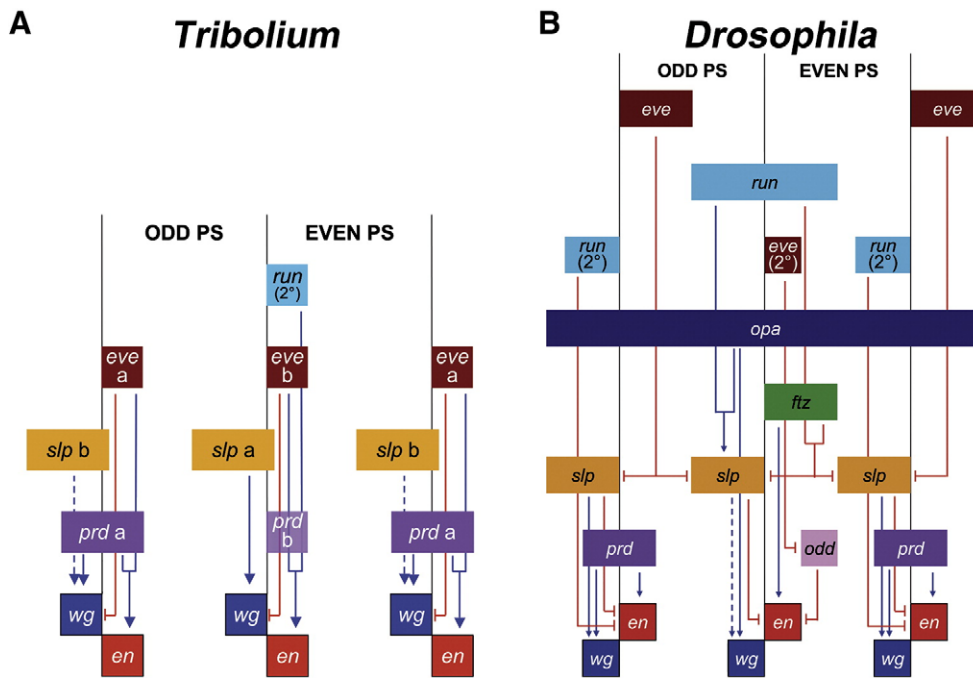 A
Tribolium
ODD PS
EVEN PS
run
(2°)
eve
a
eve
b
eve
a
slp b
slp a
slp b
prd a
prd
b
prd a
wg
wg
wg
en
en
en
B
Drosophila
ODD PS
EVEN PS
eve
eve
run
run
(2°)
eve
(2°)
run
(2°)
opa
ftz
slp
slp
slp
prd
odd
prd
en
en
en
wg
wg
wg